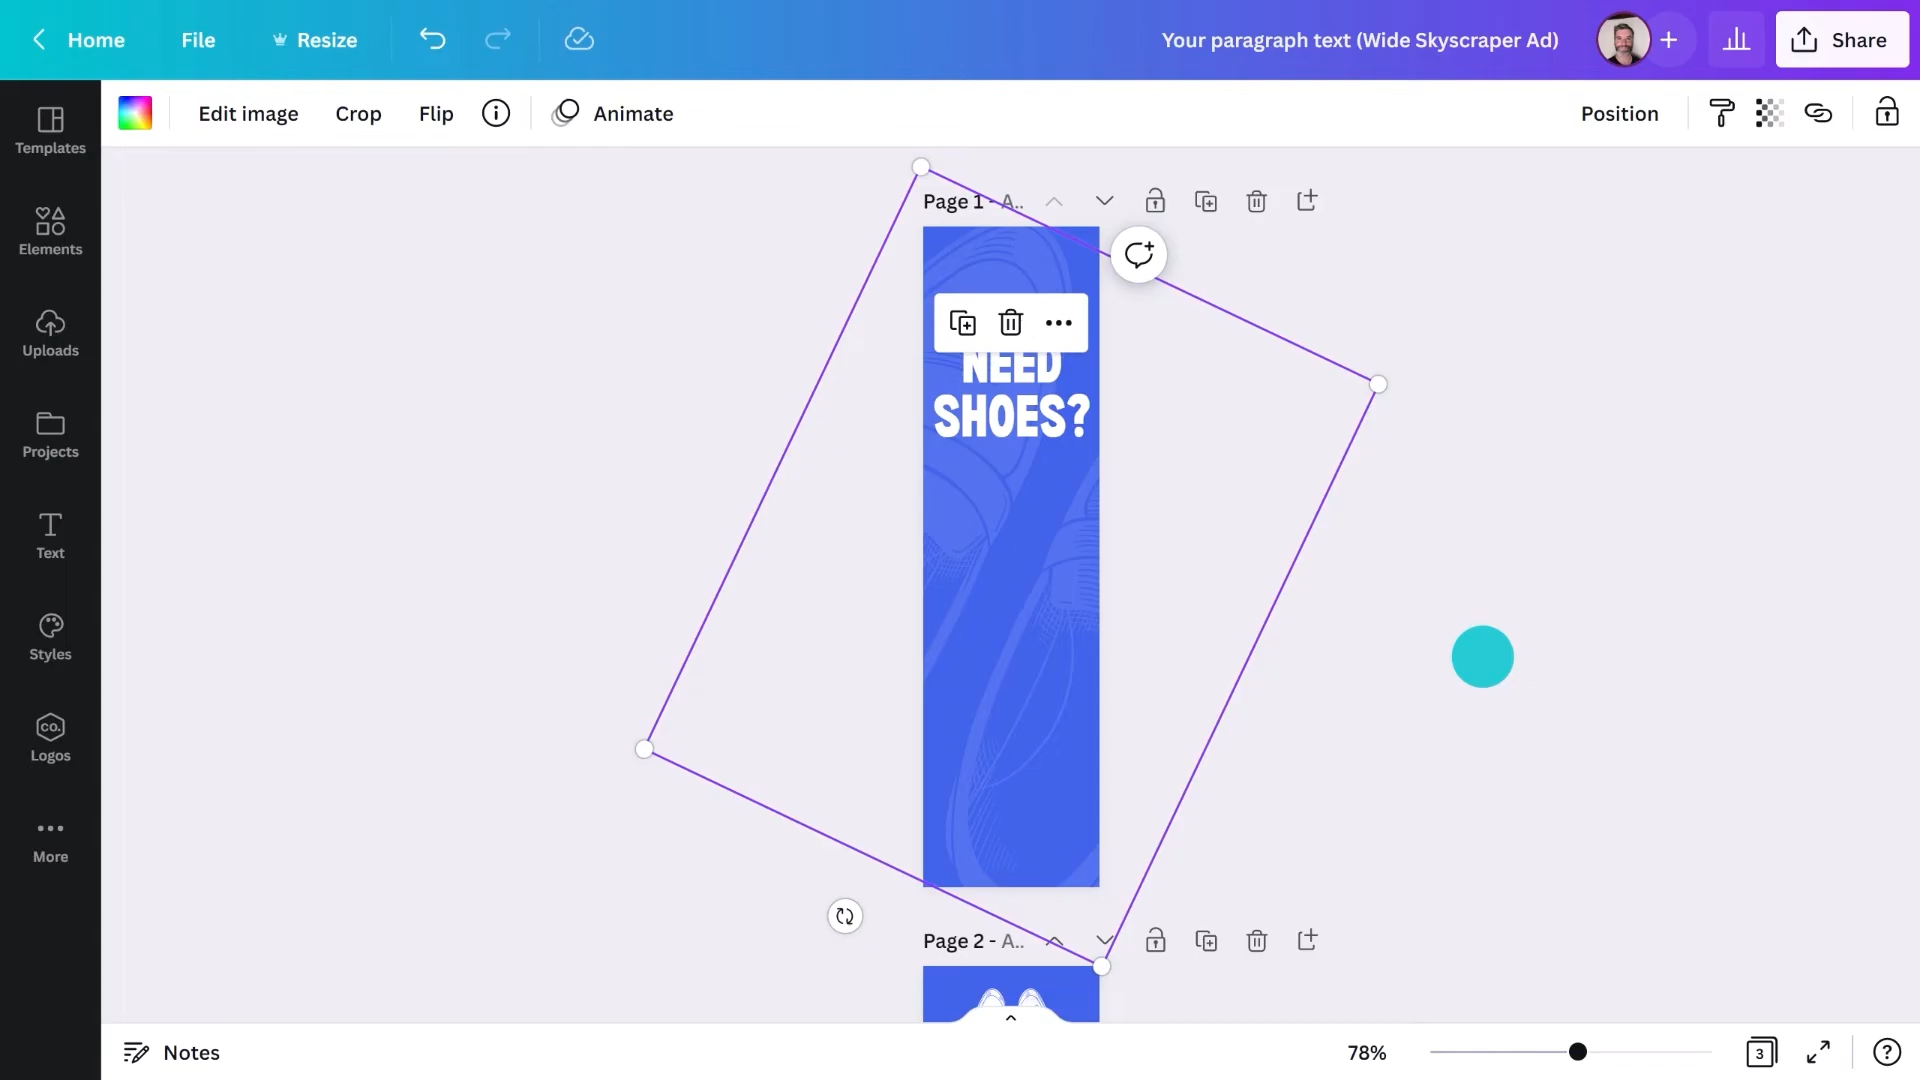 Home
File
Resize
Your paragraph text (Wide Skyscraper Ad)
Share
Edit image
Crop
Flip
Animate
Position
Templates
Elements
Uploads
Projects
Text
Styles
CO.
Logos
More
Page 1 - A..
NEED
SHOES?
Page 2 - A..
Notes
78%
3